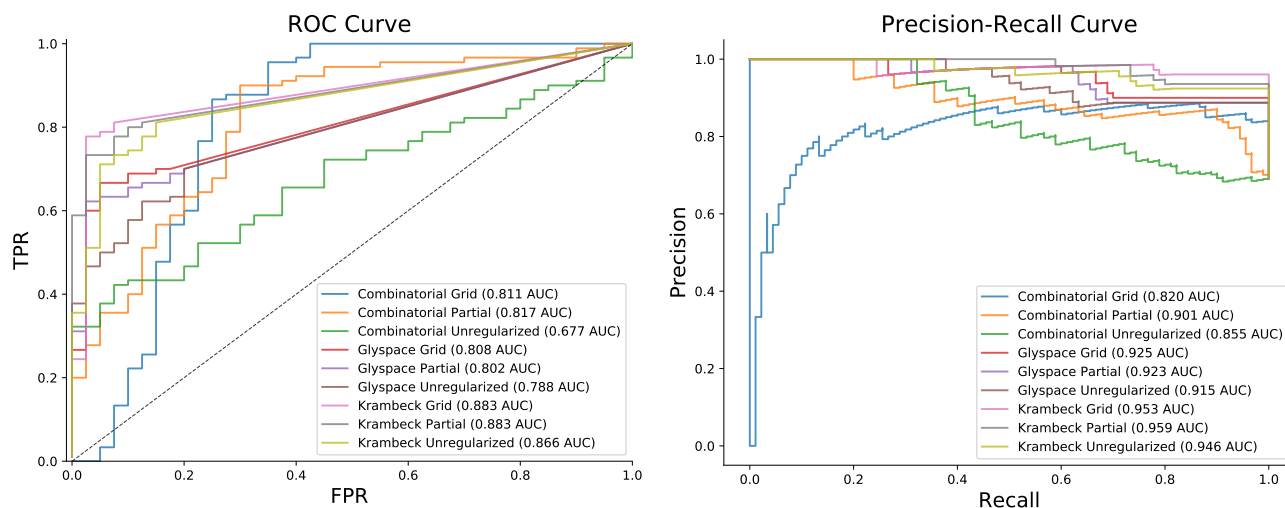 ROC Curve
1.0
0.8
0.6
0.4
0.2
0.0
TPR
0.0
0.2
0.4
0.6
0.8
1.0
FPR
Combinatorial Grid (0.811 AUC)
Combinatorial Partial (0.817 AUC)
Combinatorial Unregularized (0.677 AUC)
Glyspace Grid (0.808 AUC)
Glyspace Partial (0.802 AUC)
Glyspace Unregularized (0.788 AUC)
Krambeck Grid (0.883 AUC)
Krambeck Partial (0.883 AUC)
Krambeck Unregularized (0.866 AUC)
Precision-Recall Curve
1.0
0.8
0.6
0.4
0.2
0.0
Precision
0.0
0.2
0.4
0.6
0.8
1.0
Recall
Combinatorial Grid (0.820 AUC)
Combinatorial Partial (0.901 AUC)
Combinatorial Unregularized (0.855 AUC)
Glyspace Grid (0.925 AUC)
Glyspace Partial (0.923 AUC)
Glyspace Unregularized (0.915 AUC)
Krambeck Grid (0.953 AUC)
Krambeck Partial (0.959 AUC)
Krambeck Unregularized (0.946 AUC)